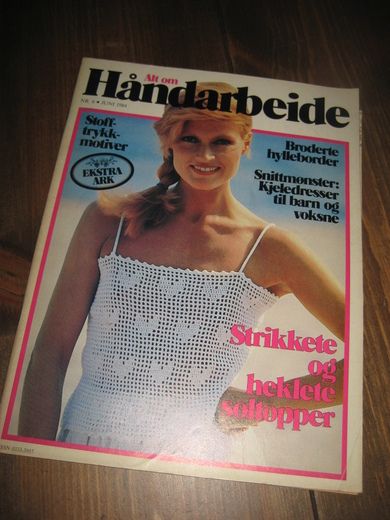 Alt om
Håndarbeide
NR. 6 • JUNI 1984
Stoff-
trykk-
motiver
EKSTRA
ARK
Broderte
hylleborder
Snittmønster:
Kjeledresser
til barn og
voksne
Strikkete
og
heklete
soltopper